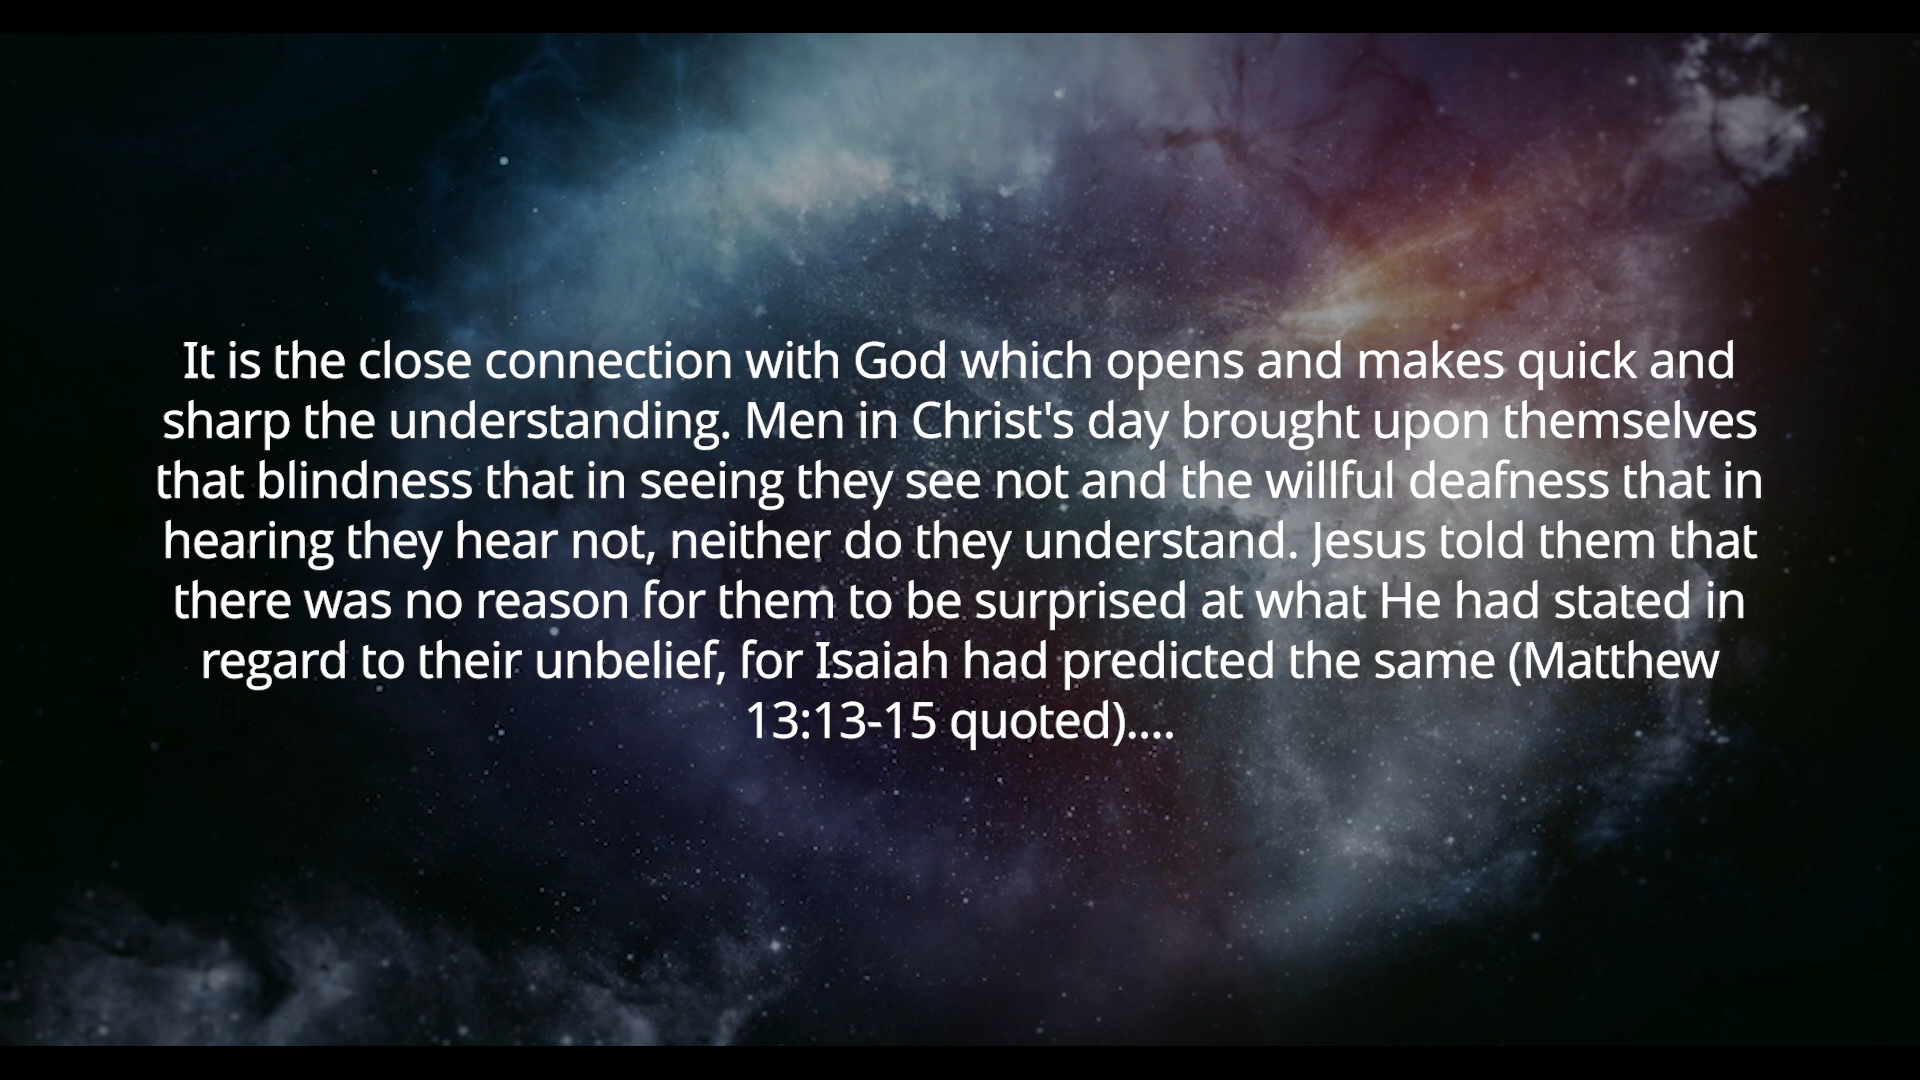 It is the close connection with God which opens and makes quick and
sharp the understanding. Men in Christ's day brought upon themselves
that blindness that in seeing they see not and the willful deafness that in
hearing they hear not, neither do they understand. Jesus told them that
there was no reason for them to be surprised at what He had stated in
regard to their unbelief, for Isaiah had predicted the same (Matthew
13:13-15 quoted)....